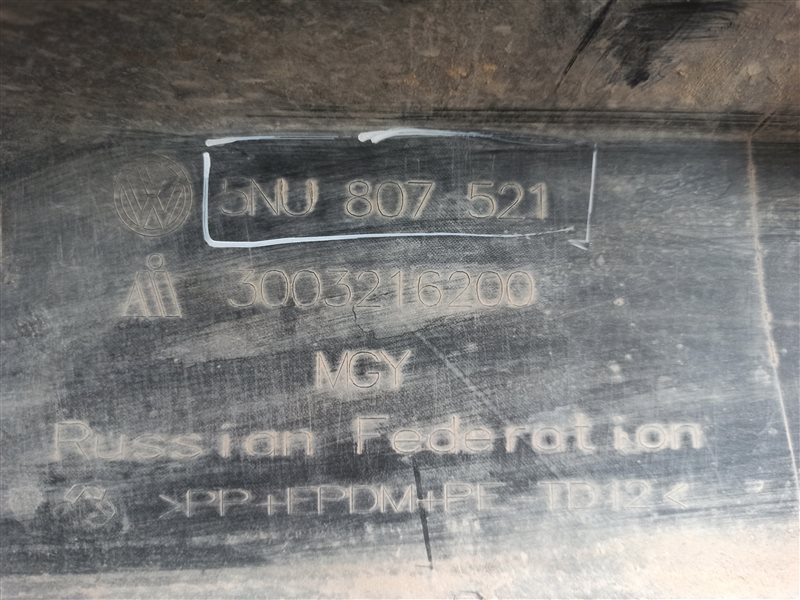 5NU 807 521
3003216200
MGY
Russian Federation
>PP+EPDM+PE TD12<